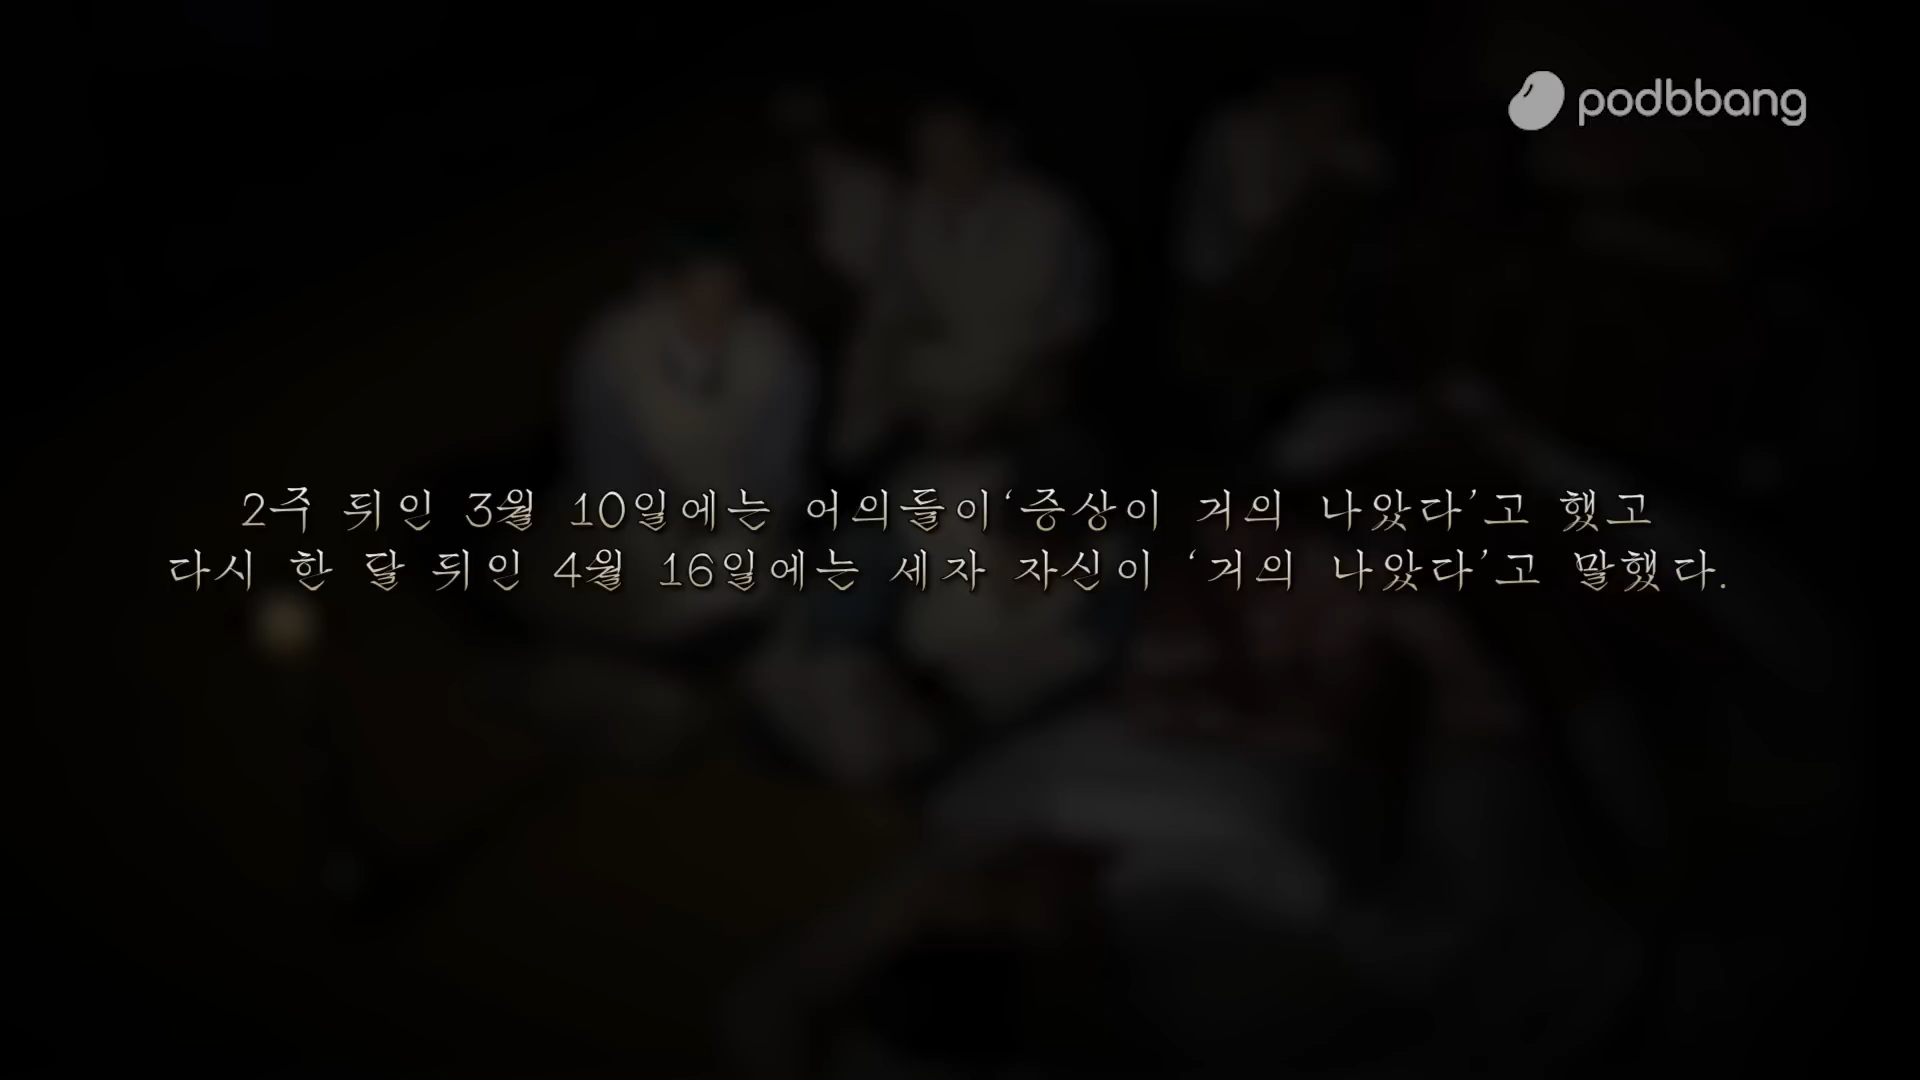 podbbang
2주 뒤인 3월 10일에는 어의들이‘증상이 거의 나았다’고 했고
다시 한 달 뒤인 4월 16일에는 세자 자신이 ‘거의 나았다’고 말했다.